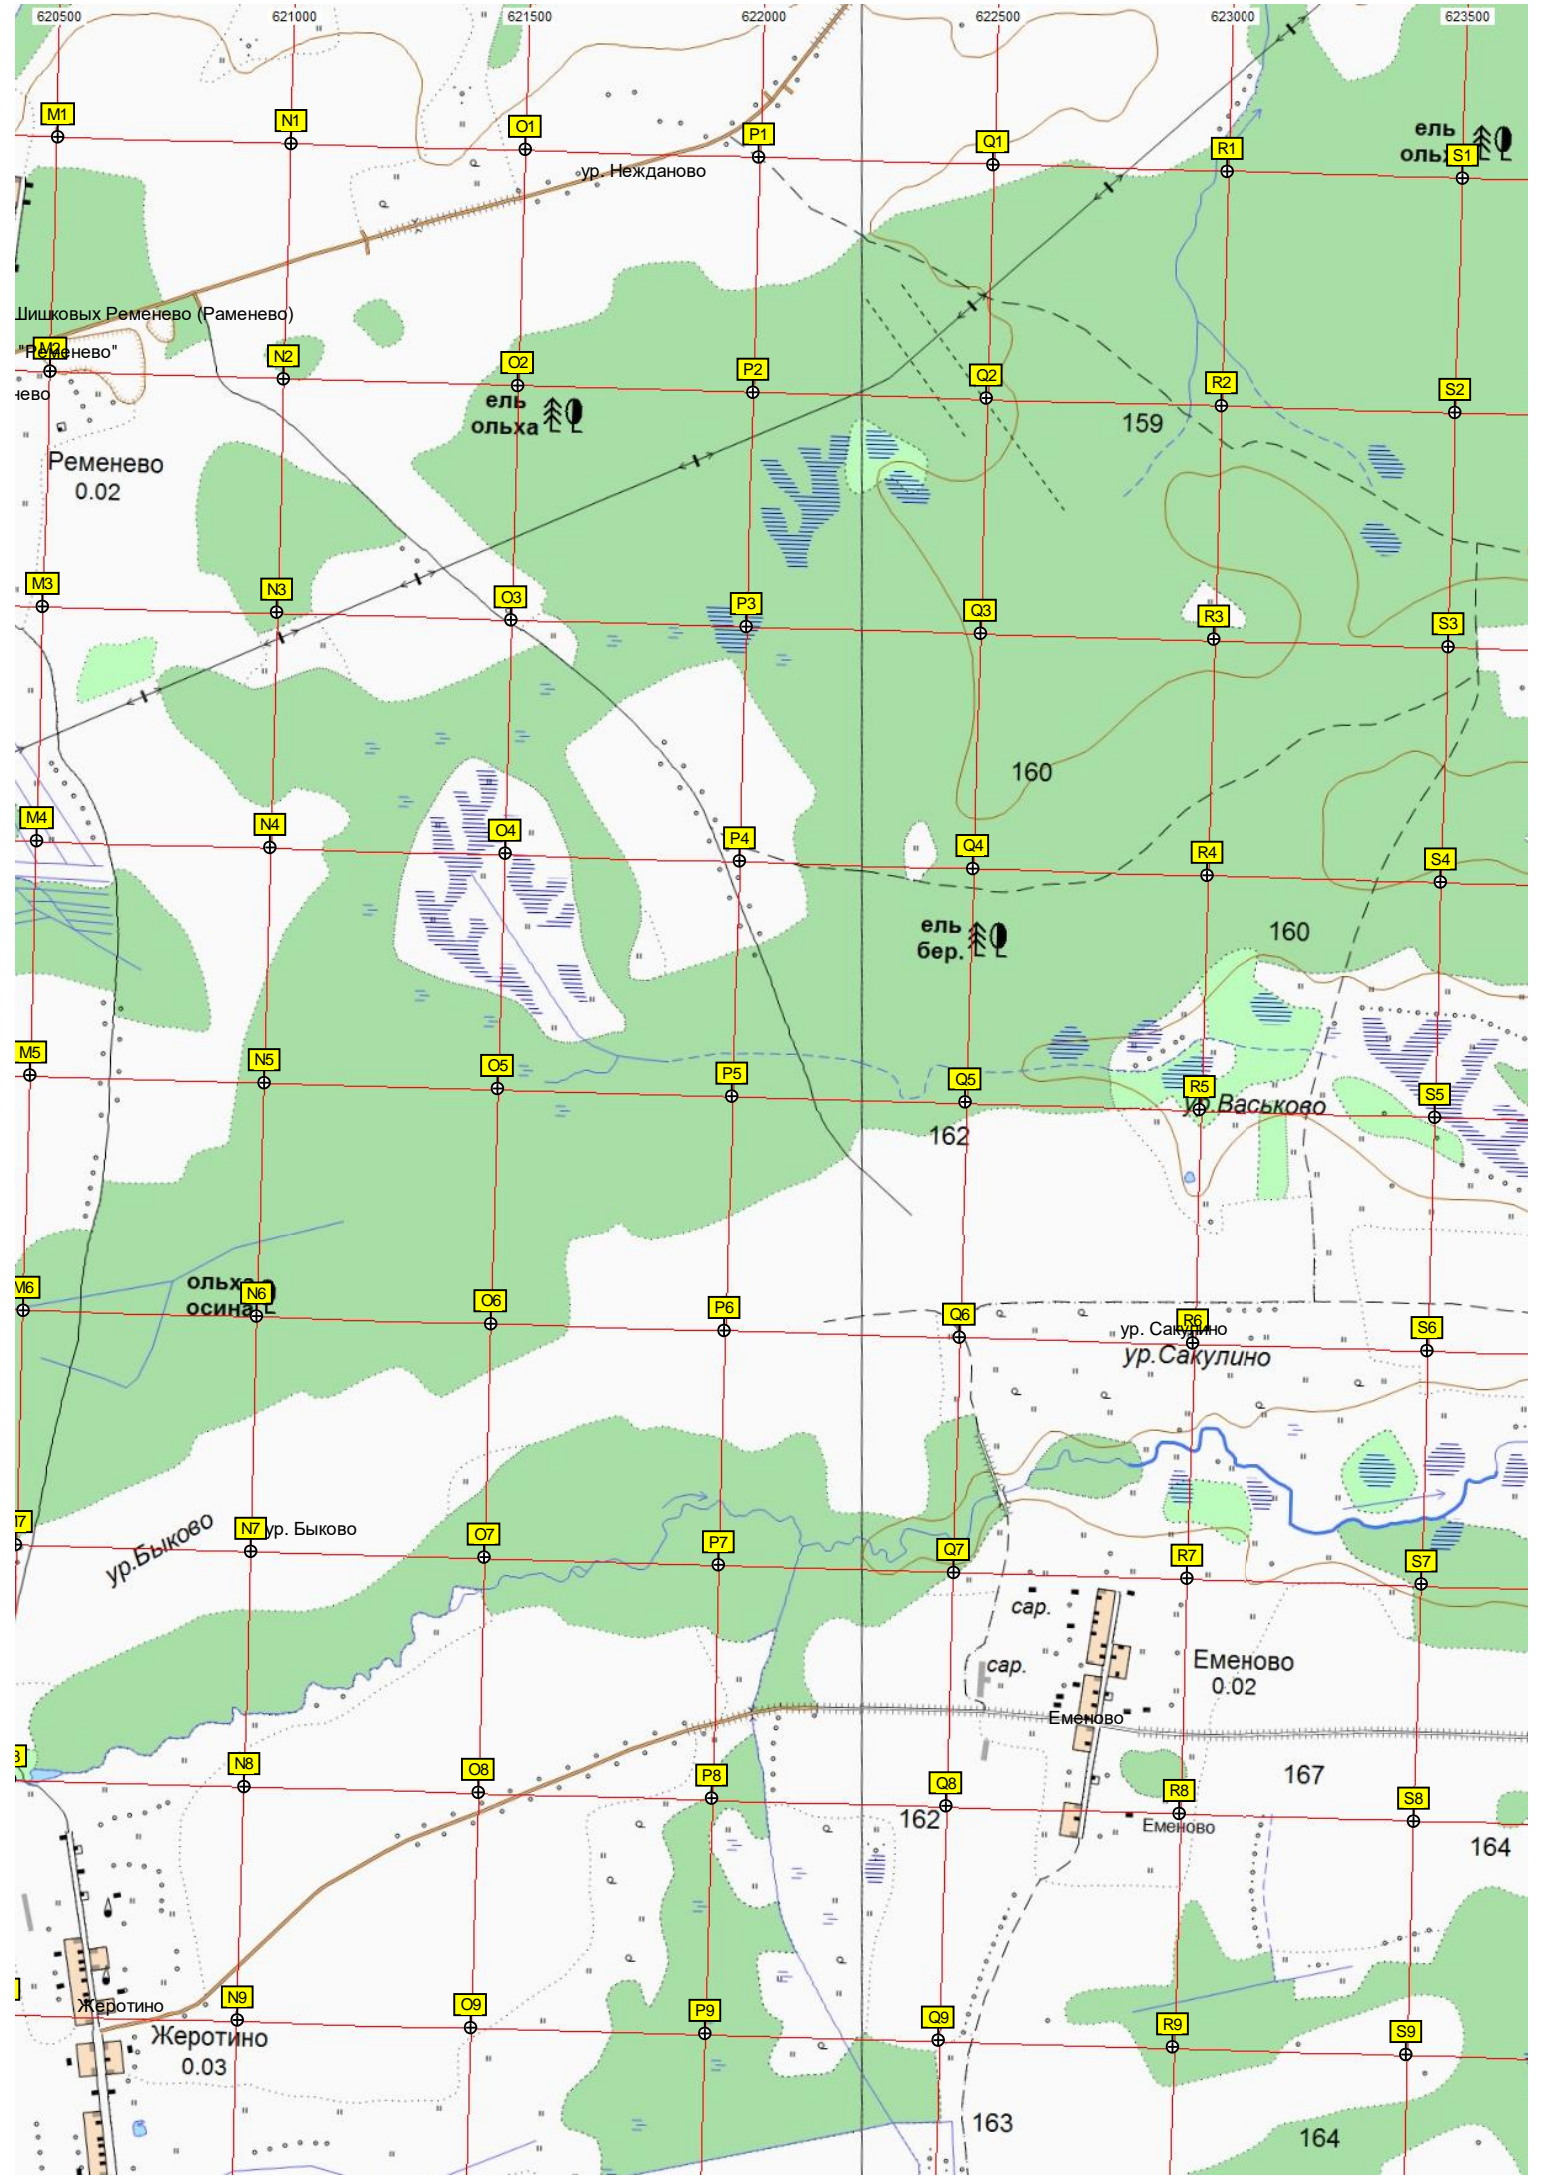 620500 621000 621500 622000 622500 623000 623500
M1 N1 O1 P1 Q1 R1 S1
ель
ур. Нежданово
Шишковых Ременево (Раменево)
"Ременево"
M2 N2 O2 P2 Q2 R2 S2
ель
ольха
159
Ременево
0.02
M3 N3 O3 P3 Q3 R3 S3
160
M4 N4 O4 P4 Q4 R4 S4
ель
бер.
160
M5 N5 O5 P5 Q5 R5 S5
ур.Васьково
162
ольха
осина
M6 N6 O6 P6 Q6 R6 S6
ур. Сакулино
ур.Сакулино
ур.Быково
ур. Быково
N7 O7 P7 Q7 R7 S7
сар.
сар.
Еменово
0.02
Еменово
167
N8 O8 P8 Q8 R8 S8
162
Еменово
164
N9 O9 P9 Q9 R9 S9
Жеротино
Жеротино
0.03
163
164